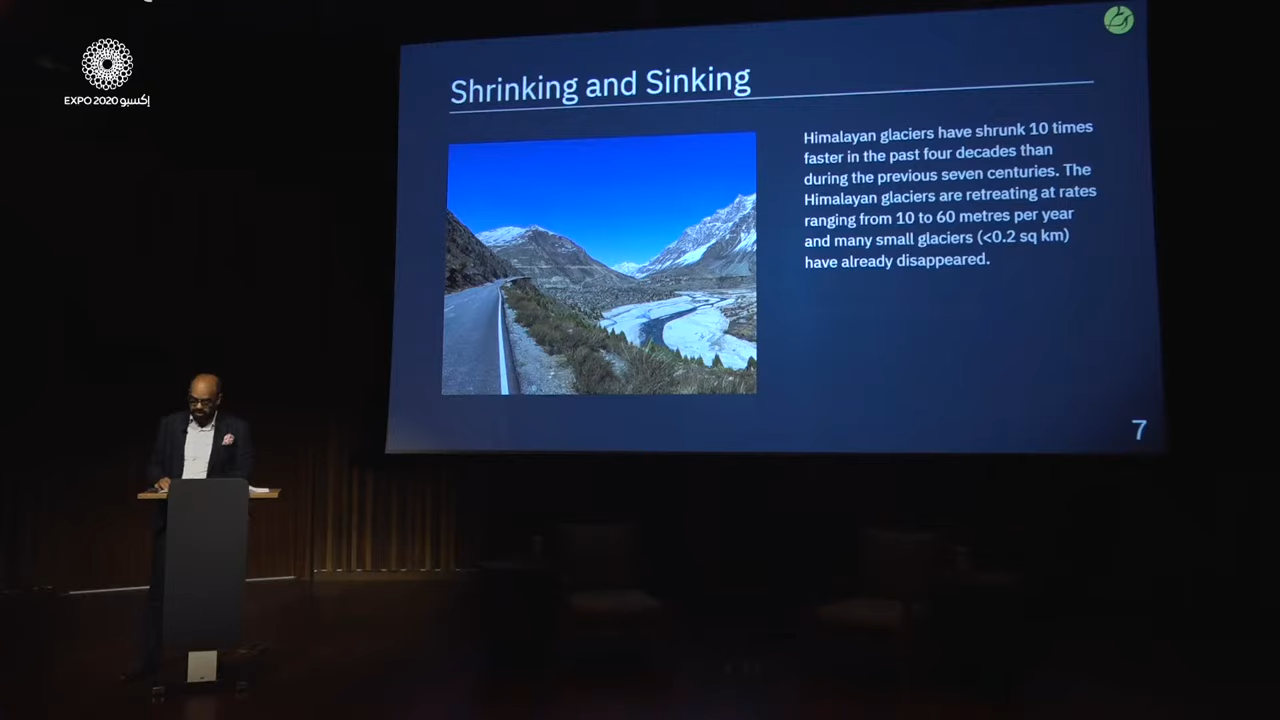 EXPO 2020 إكسبو
Shrinking and Sinking
Himalayan glaciers have shrunk 10 times
faster in the past four decades than
during the previous seven centuries. The
Himalayan glaciers are retreating at rates
ranging from 10 to 60 metres per year
and many small glaciers (<0.2 sq km)
have already disappeared.
7